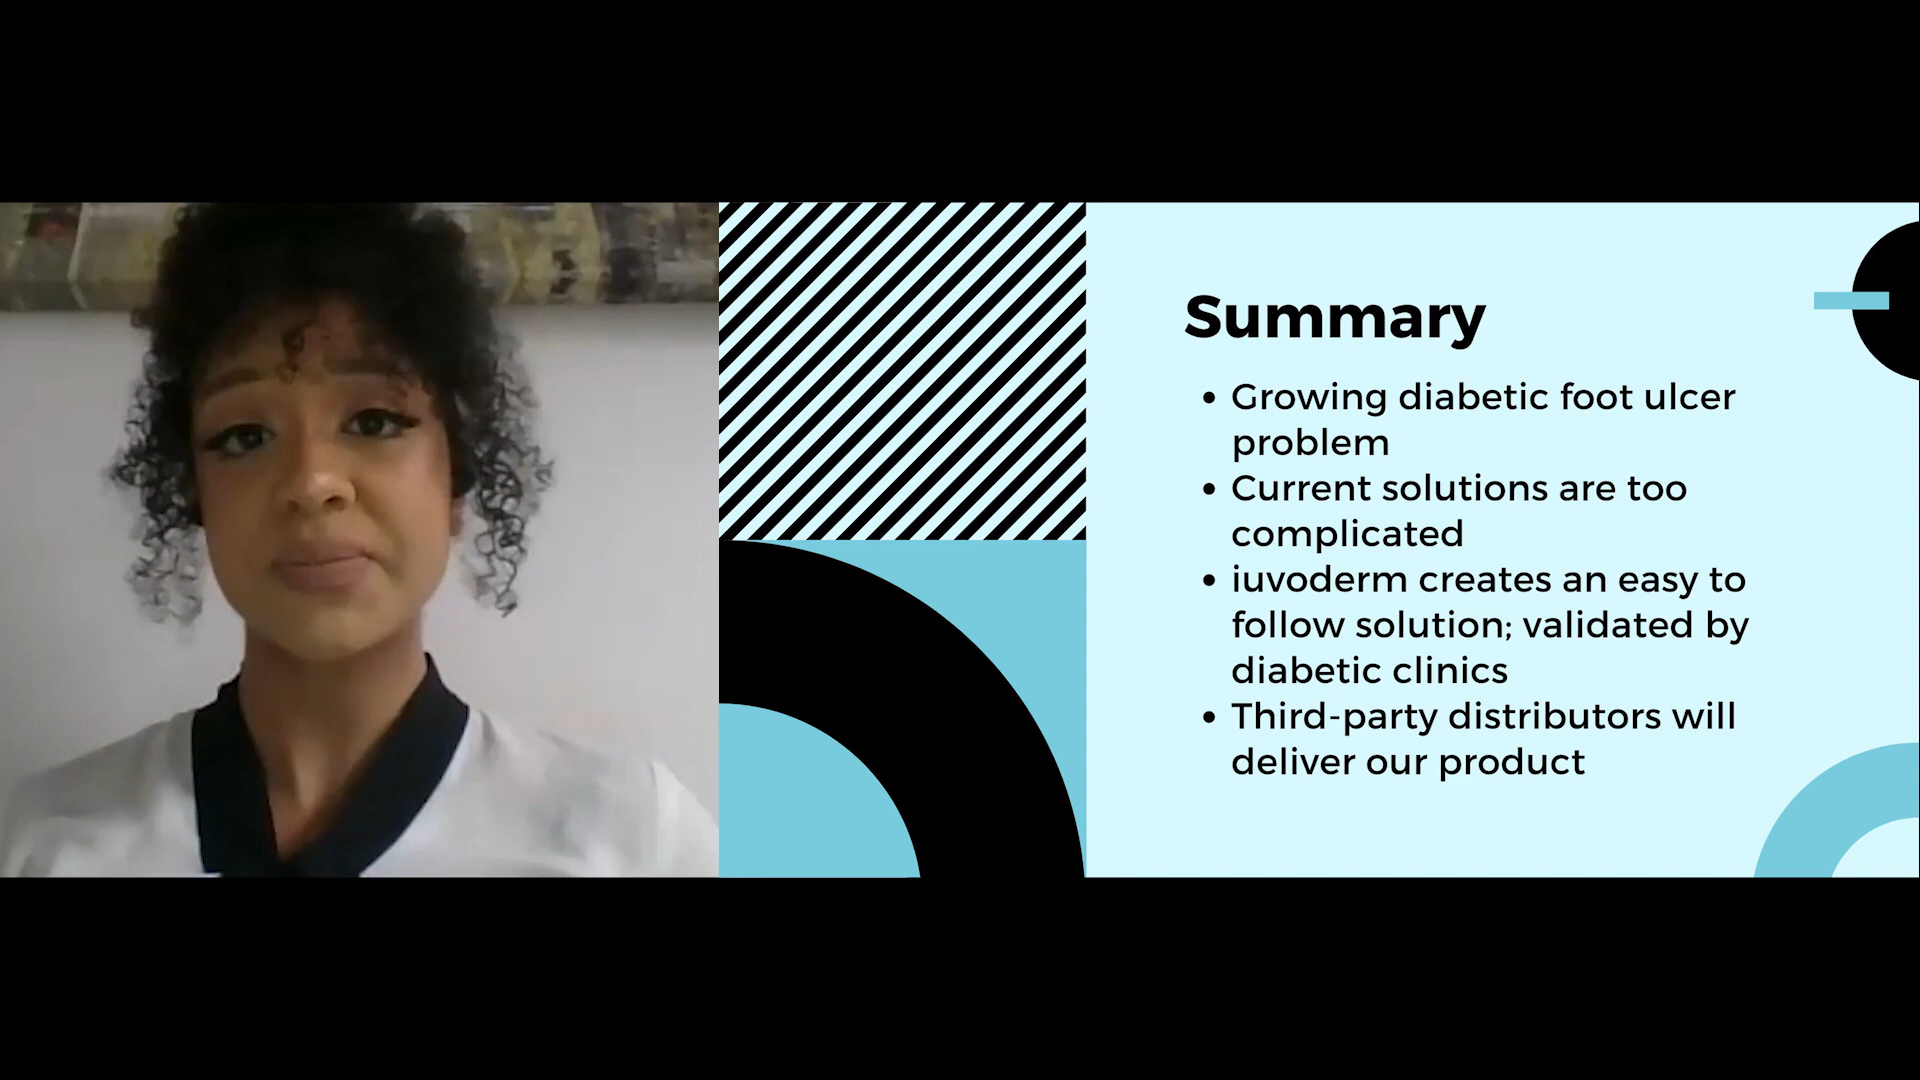 Summary
• Growing diabetic foot ulcer
problem
• Current solutions are too
complicated
• iuvoderm creates an easy to
follow solution; validated by
diabetic clinics
• Third-party distributors will
deliver our product